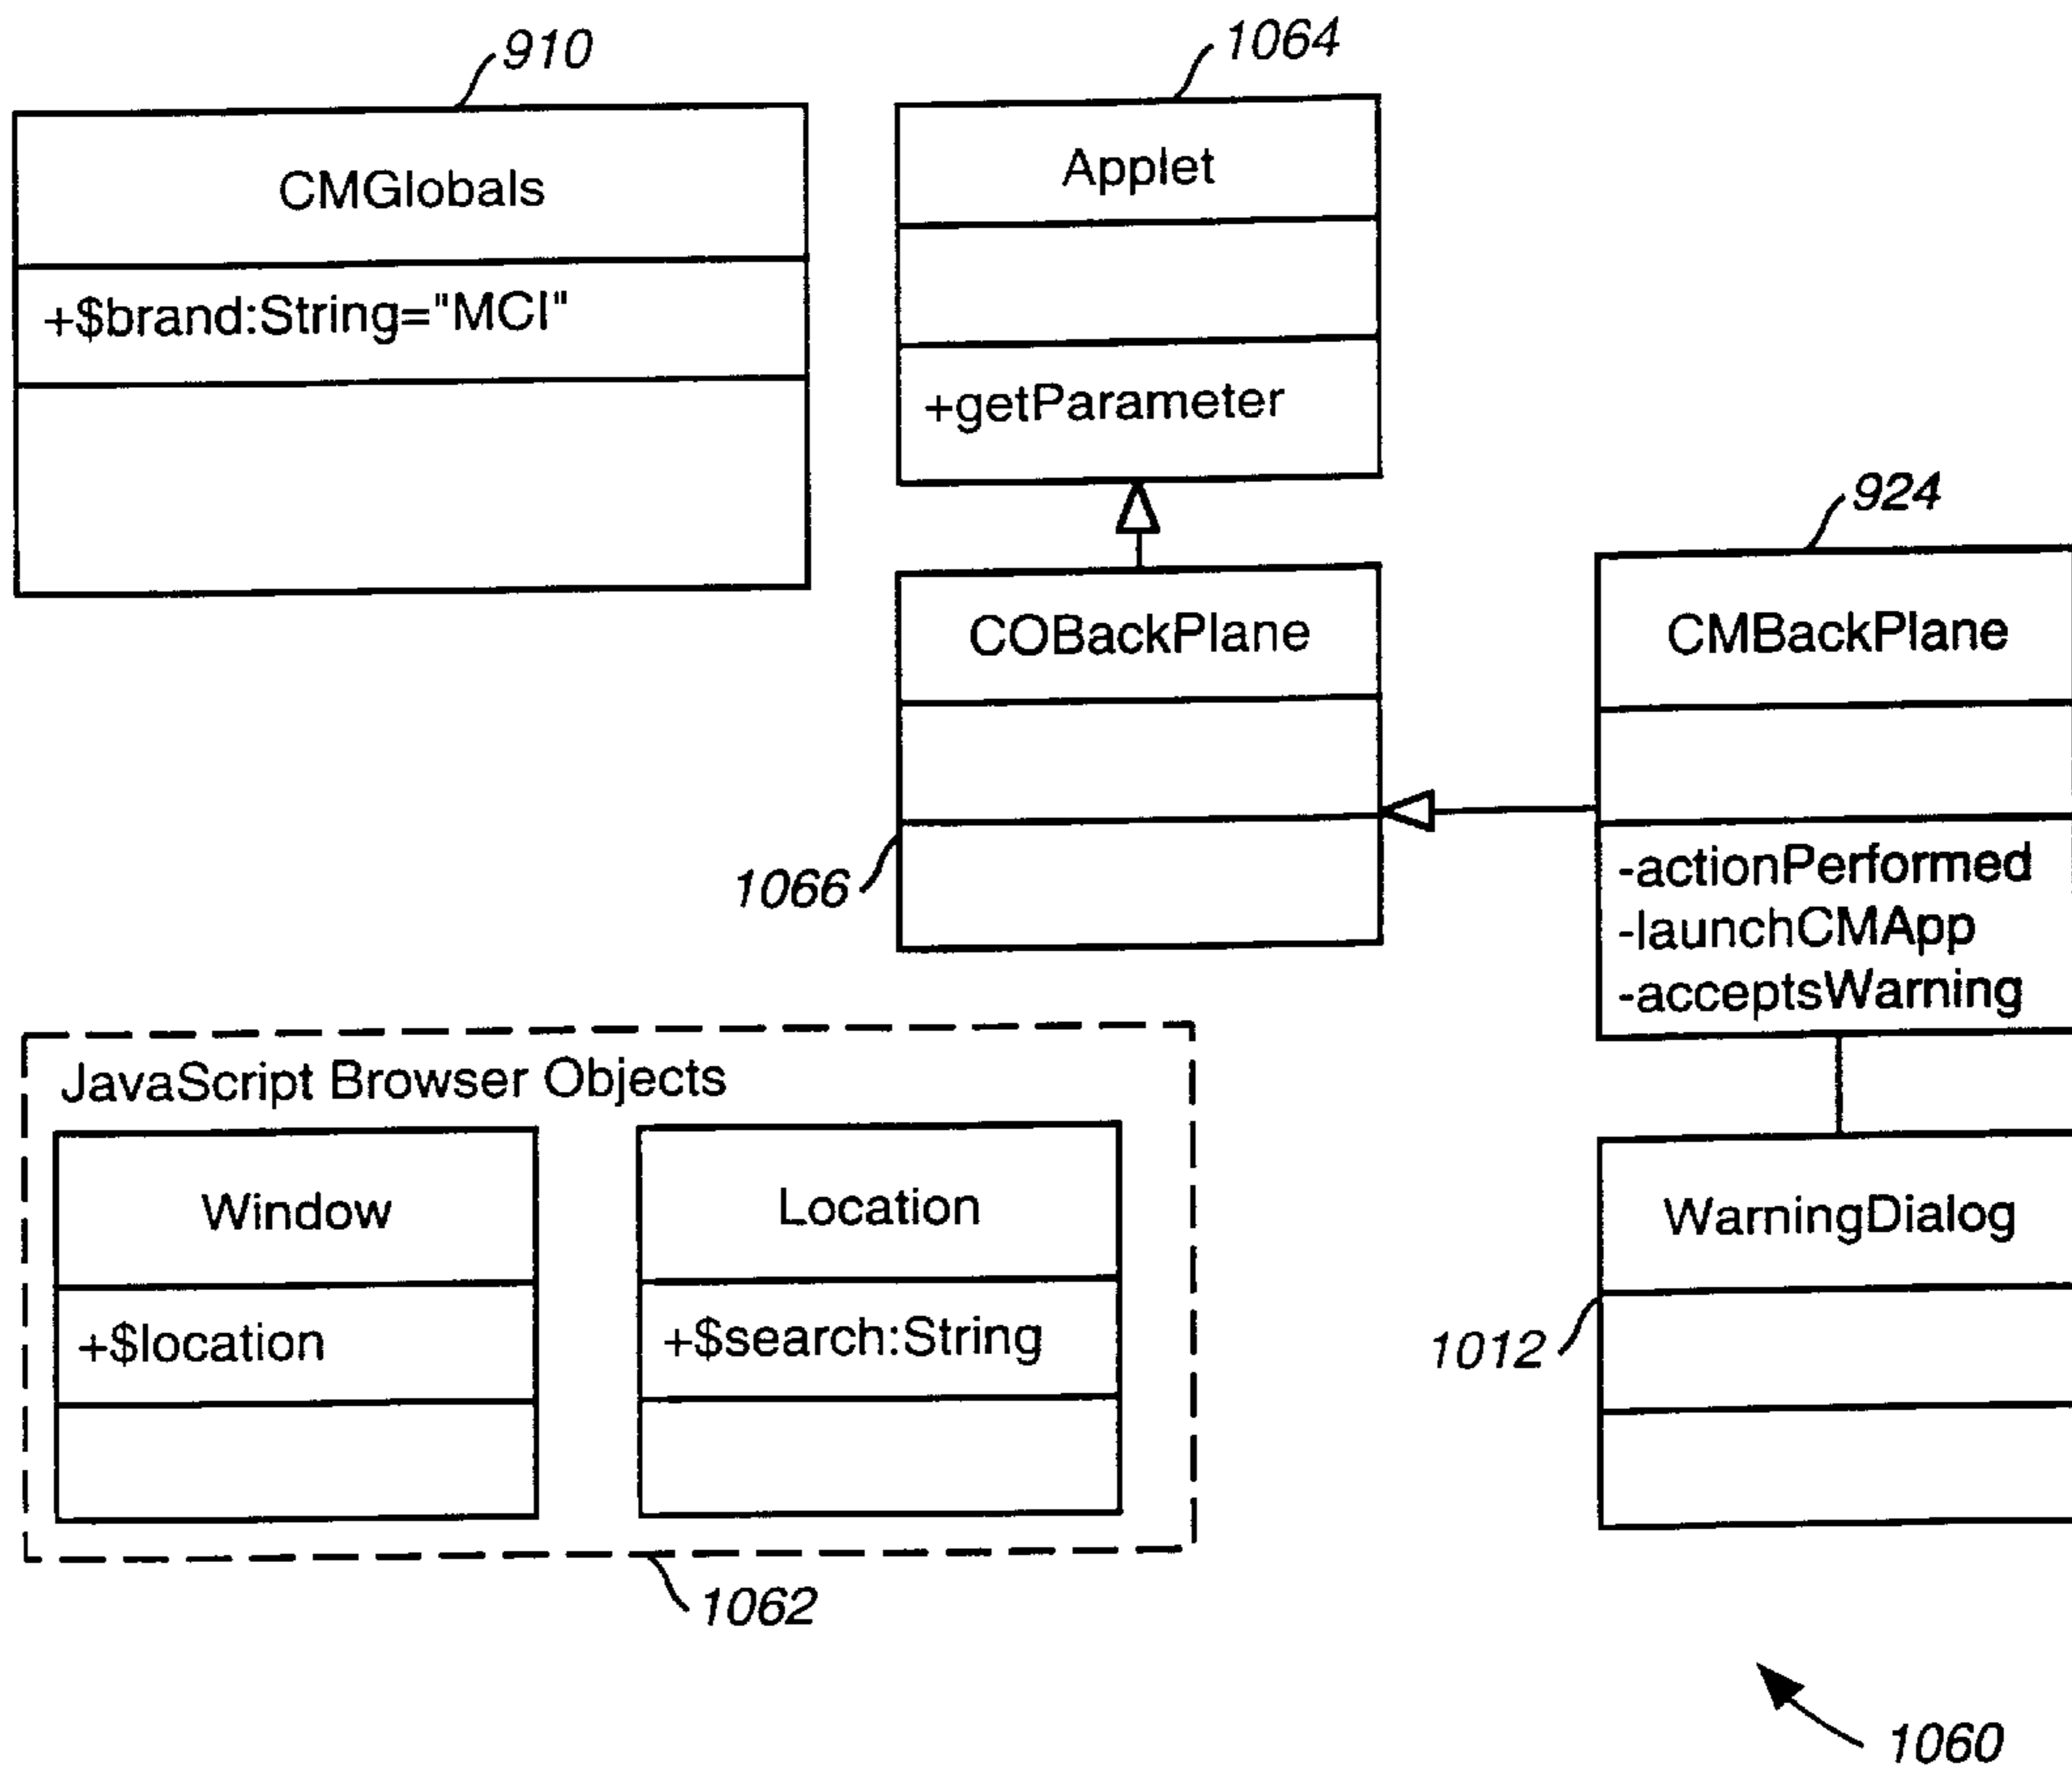 910
CMGlobals
+$brand:String="MCI"
1064
Applet
+getParameter
COBackPlane
1066
924
CMBackPlane
-actionPerformed
-launchCMApp
-acceptsWarning
JavaScript Browser Objects
Window
+$location
Location
+$search:String
1062
WarningDialog
1012
1060